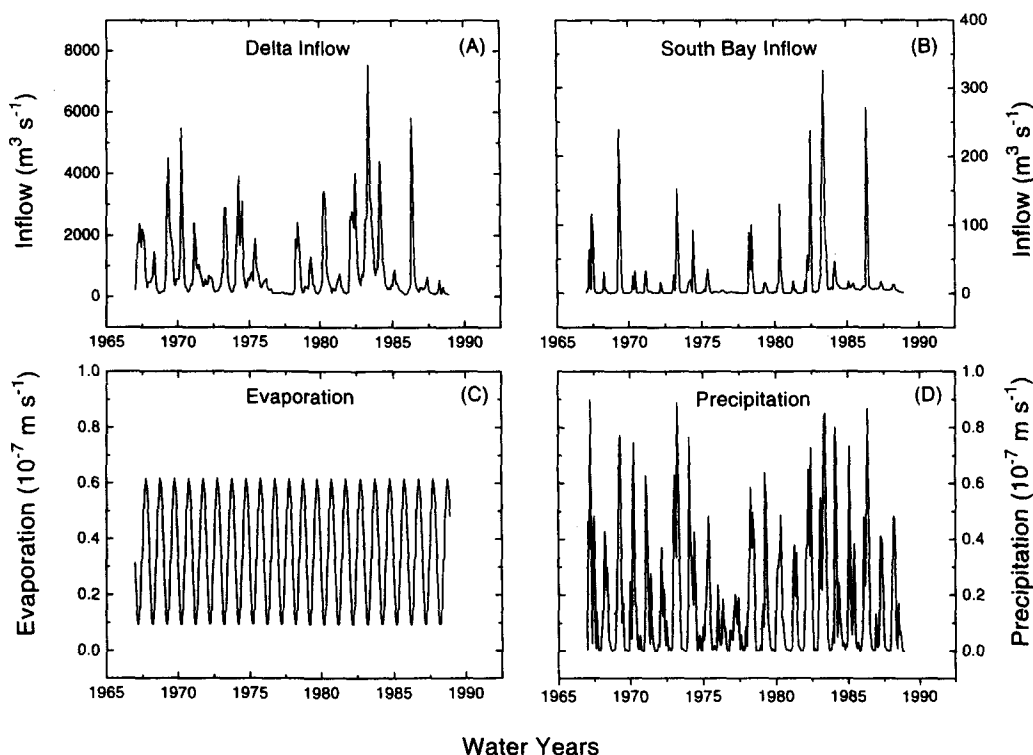 Delta Inflow
(A)
8000
6000
4000
2000
0
Inflow (m³ s⁻¹)
1965 1970 1975 1980 1985 1990
South Bay Inflow
(B)
400
300
200
100
0
Inflow (m³ s⁻¹)
1965 1970 1975 1980 1985 1990
Evaporation
(C)
1.0
0.8
0.6
0.4
0.2
0.0
Evaporation (10⁻⁷ m s⁻¹)
1965 1970 1975 1980 1985 1990
Precipitation
(D)
1.0
0.8
0.6
0.4
0.2
0.0
Precipitation (10⁻⁷ m s⁻¹)
1965 1970 1975 1980 1985 1990
Water Years